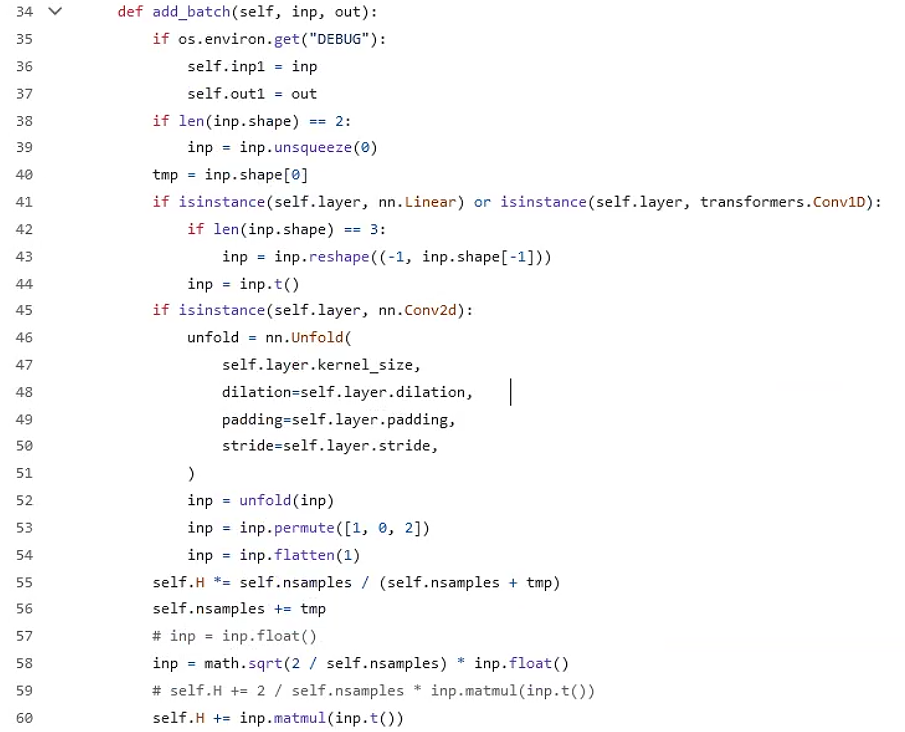 34 def add_batch(self, inp, out):
35 if os.environ.get("DEBUG"):
36 self.inp1 = inp
37 self.out1 = out
38 if len(inp.shape) == 2:
39 inp = inp.unsqueeze(0)
40 tmp = inp.shape[0]
41 if isinstance(self.layer, nn.Linear) or isinstance(self.layer, transformers.Conv1D):
42 if len(inp.shape) == 3:
43 inp = inp.reshape((-1, inp.shape[-1]))
44 inp = inp.t()
45 if isinstance(self.layer, nn.Conv2d):
46 unfold = nn.Unfold(
47 self.layer.kernel_size,
48 dilation=self.layer.dilation,
49 padding=self.layer.padding,
50 stride=self.layer.stride,
51 )
52 inp = unfold(inp)
53 inp = inp.permute([1, 0, 2])
54 inp = inp.flatten(1)
55 self.H *= self.nsamples / (self.nsamples + tmp)
56 self.nsamples += tmp
57 # inp = inp.float()
58 inp = math.sqrt(2 / self.nsamples) * inp.float()
59 # self.H += 2 / self.nsamples * inp.matmul(inp.t())
60 self.H += inp.matmul(inp.t())